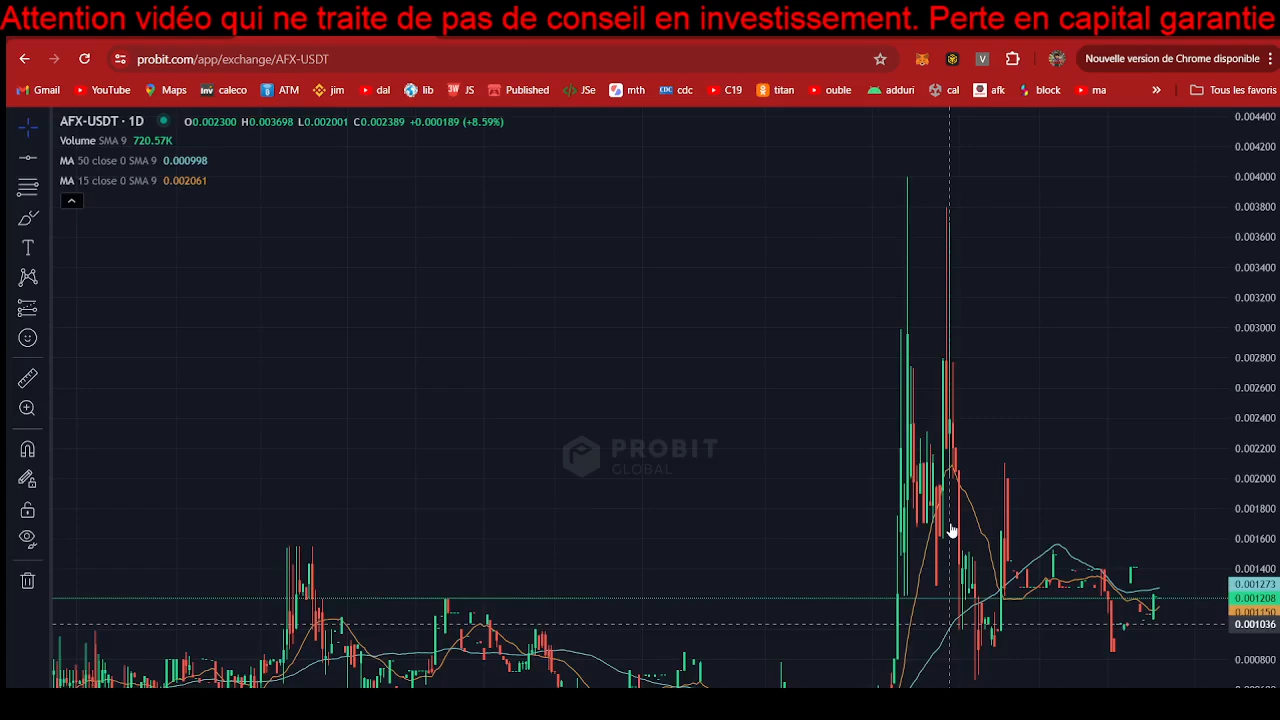 Attention vidéo qui ne traite de pas de conseil en investissement. Perte en capital garantie
probit.com/app/exchange/AFX-USDT
Nouvelle version de Chrome disponible
Gmail YouTube Maps caleco ATM jim dal lib JS Published JSe mth cdc C19 titan ouble adduri cal afk block ma » Tous les favoris
AFX-USDT · 1D O0.002300 H0.003698 L0.002001 C0.002389 +0.000189 (+8.59%)
Volume SMA 9 720.57K
MA 50 close 0 SMA 9 0.000998
MA 15 close 0 SMA 9 0.002061
PROBIT
GLOBAL
0.004400
0.004200
0.004000
0.003800
0.003600
0.003400
0.003200
0.003000
0.002800
0.002600
0.002400
0.002200
0.002000
0.001800
0.001600
0.001400
0.001273
0.001208
0.001150
0.001036
0.000800